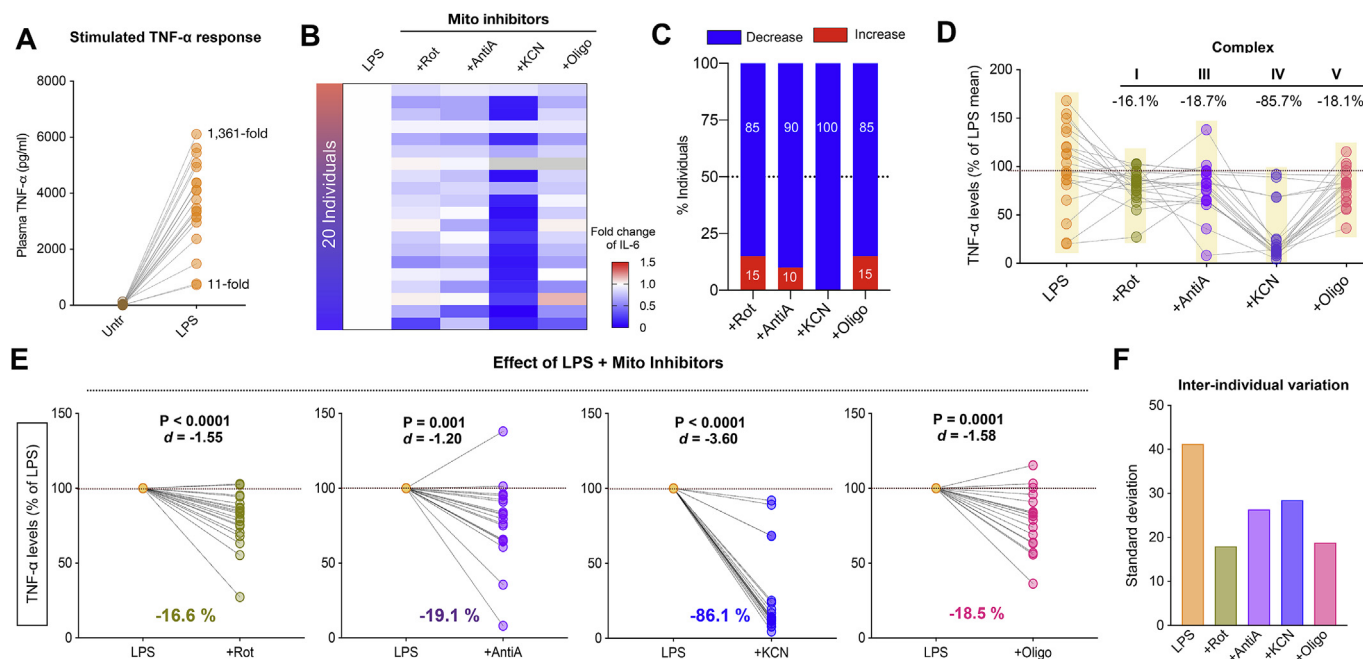 A
Stimulated TNF-α response
Plasma TNF-α (pg/ml)
8000
6000
4000
2000
0
1,361-fold
11-fold
Untr
LPS
B
Mito inhibitors
LPS
+Rot
+AntiA
+KCN
+Oligo
20 Individuals
Fold change
of IL-6
1.5
1.0
0.5
0
C
Decrease
Increase
% Individuals
100
75
50
25
0
85
90
100
85
15
10
15
+Rot
+AntiA
+KCN
+Oligo
D
Complex
I III IV V
-16.1% -18.7% -85.7% -18.1%
TNF-α levels (% of LPS mean)
200
150
100
50
0
LPS
+Rot
+AntiA
+KCN
+Oligo
E
Effect of LPS + Mito Inhibitors
TNF-α levels (% of LPS)
150
100
50
0
P < 0.0001
d = -1.55
-16.6 %
LPS +Rot
150
100
50
0
P = 0.001
d = -1.20
-19.1 %
LPS +AntiA
150
100
50
0
P < 0.0001
d = -3.60
-86.1 %
LPS +KCN
150
100
50
0
P = 0.0001
d = -1.58
-18.5 %
LPS +Oligo
F
Inter-individual variation
Standard deviation
50
40
30
20
10
0
LPS
+Rot
+AntiA
+KCN
+Oligo